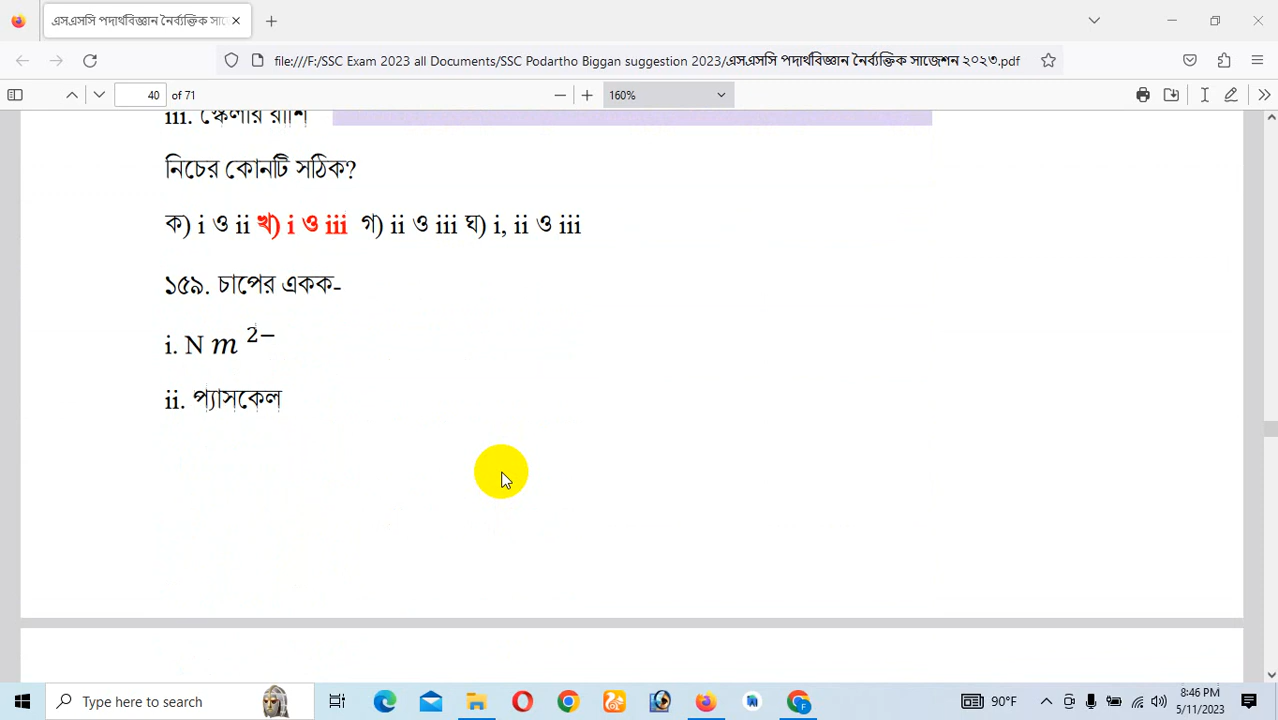 এসএসসি পদার্থবিজ্ঞান নৈর্ব্যক্তিক সাজে
file:///F:/SSC Exam 2023 all Documents/SSC Podartho Biggan suggestion 2023/এসএসসি পদার্থবিজ্ঞান নৈর্ব্যক্তিক সাজেশন ২০২৩.pdf
40 of 71
160%
iii. স্কেলার রাশি
নিচের কোনটি সঠিক?
ক) i ও ii খ) i ও iii গ) ii ও iii ঘ) i, ii ও iii
১৫৯. চাপের একক-
i. N m ²⁻
ii. প্যাসকেল
Type here to search
90°F
8:46 PM
5/11/2023